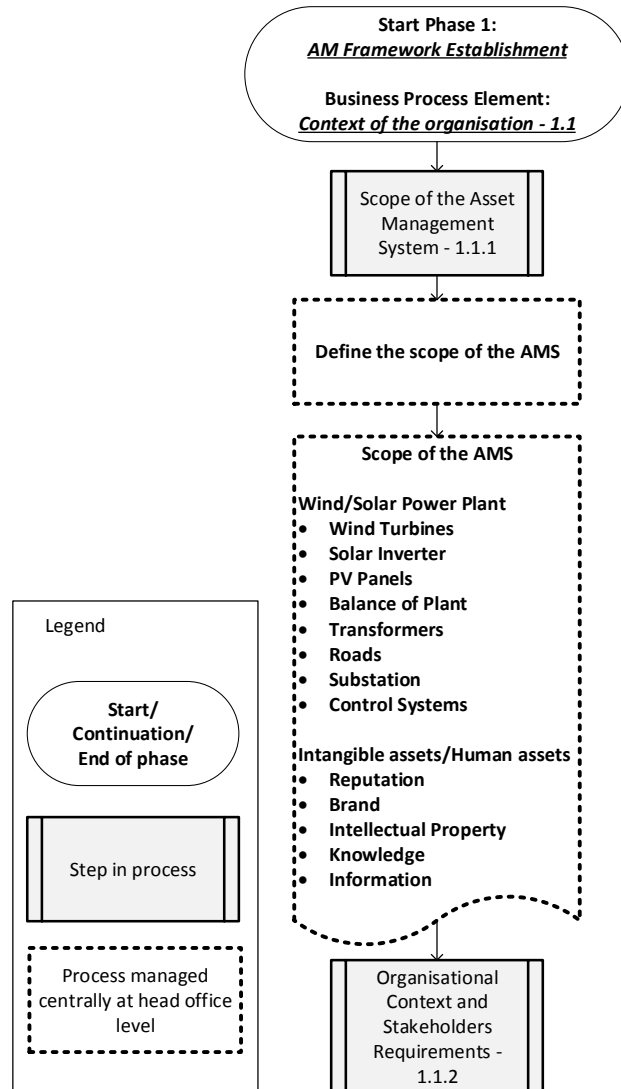 Start Phase 1:
AM Framework Establishment
Business Process Element:
Context of the organisation - 1.1
Scope of the Asset
Management
System - 1.1.1
Define the scope of the AMS
Scope of the AMS
Wind/Solar Power Plant
• Wind Turbines
• Solar Inverter
• PV Panels
• Balance of Plant
• Transformers
• Roads
• Substation
• Control Systems
Intangible assets/Human assets
• Reputation
• Brand
• Intellectual Property
• Knowledge
• Information
Organisational
Context and
Stakeholders
Requirements -
1.1.2
Legend
Start/
Continuation/
End of phase
Step in process
Process managed
centrally at head office
level